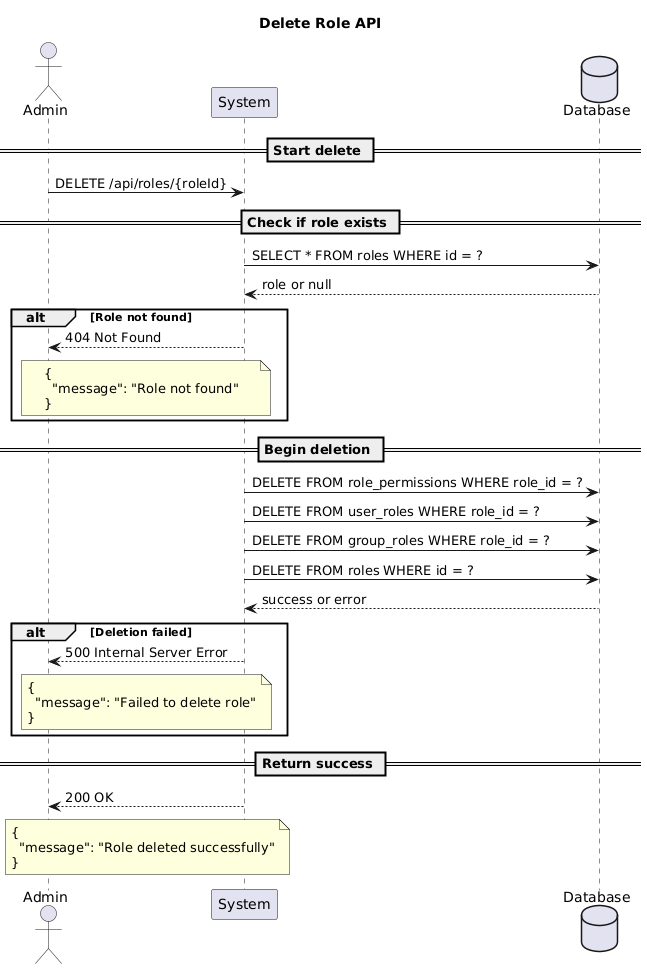 Delete Role API
Admin
System
Database
Start delete
DELETE /api/roles/{roleId}
Check if role exists
SELECT * FROM roles WHERE id = ?
role or null
alt [Role not found]
404 Not Found
{
"message": "Role not found"
}
Begin deletion
DELETE FROM role_permissions WHERE role_id = ?
DELETE FROM user_roles WHERE role_id = ?
DELETE FROM group_roles WHERE role_id = ?
DELETE FROM roles WHERE id = ?
success or error
alt [Deletion failed]
500 Internal Server Error
{
"message": "Failed to delete role"
}
Return success
200 OK
{
"message": "Role deleted successfully"
}
Admin
System
Database